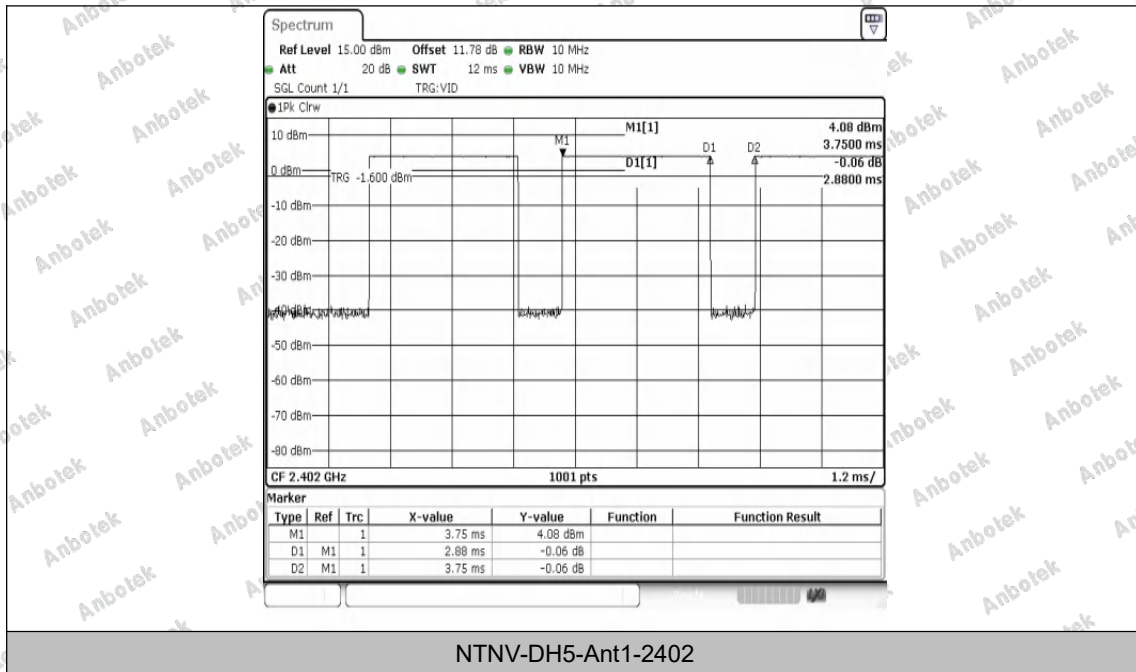 Spectrum
Ref Level 15.00 dBm Offset 11.78 dB RBW 10 MHz
Att 20 dB SWT 12 ms VBW 10 MHz
SGL Count 1/1 TRG:VID
1Pk Clrw
M1[1] 4.08 dBm
3.7500 ms
D1[1] -0.06 dB
2.8800 ms
M1 D1 D2
10 dBm
0 dBm
TRG -1.600 dBm
-10 dBm
-20 dBm
-30 dBm
-40 dBm
-50 dBm
-60 dBm
-70 dBm
-80 dBm
CF 2.402 GHz 1001 pts 1.2 ms/
Marker
Type Ref Trc X-value Y-value Function Function Result
M1 1 3.75 ms 4.08 dBm
D1 M1 1 2.88 ms -0.06 dB
D2 M1 1 3.75 ms -0.06 dB
NTNV-DH5-Ant1-2402
Anbotek